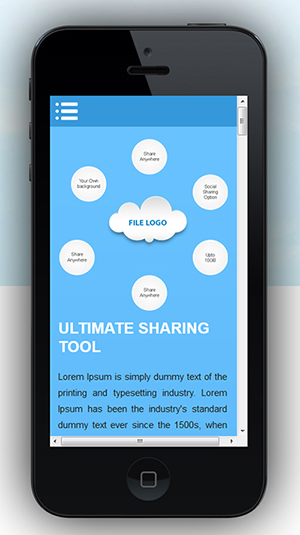 Share
Anywhere
Your Own
background
Social
Sharing
Option
FILE LOGO
Share
Anywhere
Upto
10GB
Share
Anywhere
ULTIMATE SHARING
TOOL
Lorem Ipsum is simply dummy text of the
printing and typesetting industry. Lorem
Ipsum has been the industry's standard
dummy text ever since the 1500s, when